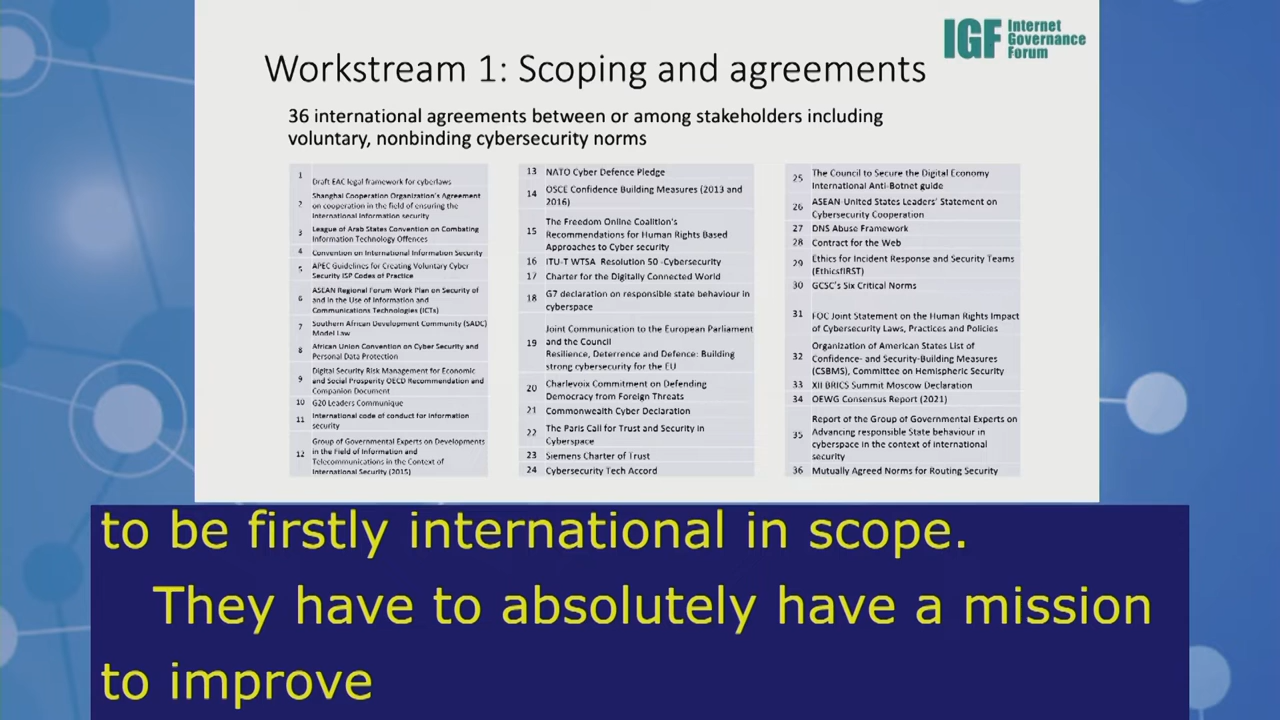 IGF Internet
Governance
Forum
Workstream 1: Scoping and agreements
36 international agreements between or among stakeholders including
voluntary, nonbinding cybersecurity norms
1 Draft EAC legal framework for cyberlaws
2 Shanghai Cooperation Organization's Agreement
on cooperation in the field of ensuring the
International Information security
3 League of Arab States Convention on Combating
Information Technology Offences
4 Convention on International Information Security
5 APEC Guidelines for Creating Voluntary Cyber
Security ISP Codes of Practice
6 ASEAN Regional Forum Work Plan on Security of
and in the Use of Information and
Communications Technologies (ICTs)
7 Southern African Development Community (SADC)
Model Law
8 African Union Convention on Cyber Security and
Personal Data Protection
9 Digital Security Risk Management for Economic
and Social Prosperity OECD Recommendation and
Companion Document
10 G20 Leaders Communique
11 International code of conduct for information
security
12 Group of Governmental Experts on Developments
in the Field of Information and
Telecommunications in the Context of
International Security (2015)
13 NATO Cyber Defence Pledge
14 OSCE Confidence Building Measures (2013 and
2016)
15 The Freedom Online Coalition's
Recommendations for Human Rights Based
Approaches to Cyber security
16 ITU-T WTSA Resolution 50 -Cybersecurity
17 Charter for the Digitally Connected World
18 G7 declaration on responsible state behaviour in
cyberspace
19 Joint Communication to the European Parliament
and the Council
Resilience, Deterrence and Defence: Building
strong cybersecurity for the EU
20 Charlevoix Commitment on Defending
Democracy from Foreign Threats
21 Commonwealth Cyber Declaration
22 The Paris Call for Trust and Security in
Cyberspace
23 Siemens Charter of Trust
24 Cybersecurity Tech Accord
25 The Council to Secure the Digital Economy
International Anti-Botnet guide
26 ASEAN-United States Leaders' Statement on
Cybersecurity Cooperation
27 DNS Abuse Framework
28 Contract for the Web
29 Ethics for Incident Response and Security Teams
(EthicsfIRST)
30 GCSC's Six Critical Norms
31 FOC Joint Statement on the Human Rights Impact
of Cybersecurity Laws, Practices and Policies
32 Organization of American States List of
Confidence- and Security-Building Measures
(CSBMS), Committee on Hemispheric Security
33 XII BRICS Summit Moscow Declaration
34 OEWG Consensus Report (2021)
35 Report of the Group of Governmental Experts on
Advancing responsible State behaviour in
cyberspace in the context of international
security
36 Mutually Agreed Norms for Routing Security
to be firstly international in scope.
They have to absolutely have a mission
to improve